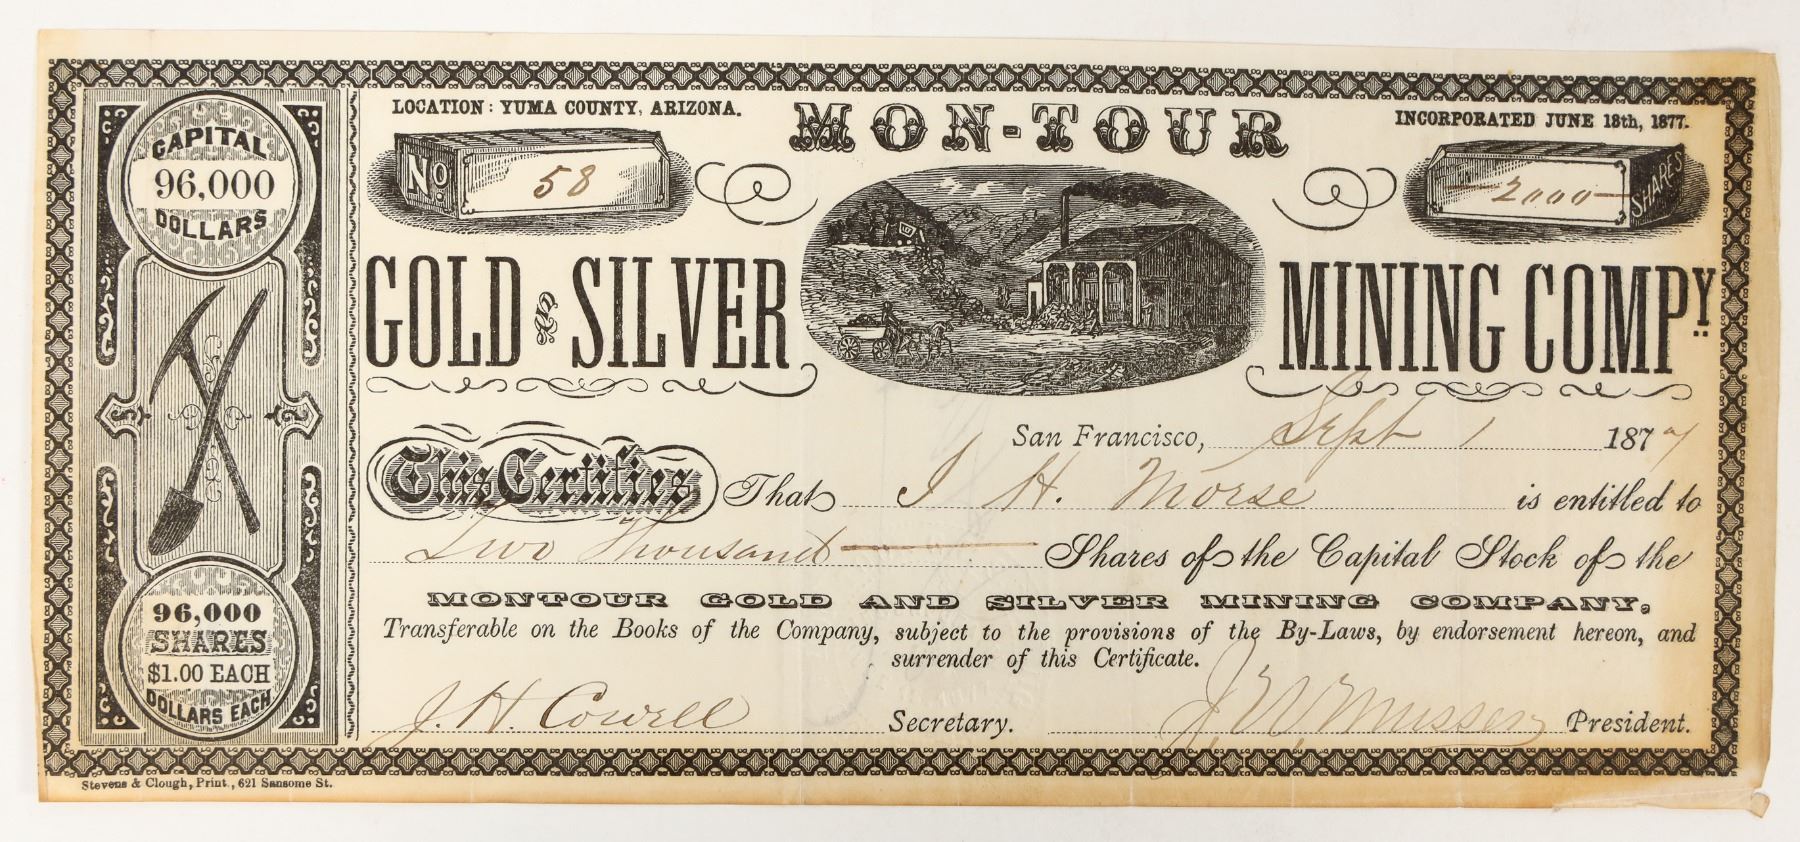 CAPITAL
96,000
DOLLARS
96,000
SHARES
$1.00 EACH
DOLLARS EACH
LOCATION: YUMA COUNTY, ARIZONA.
MON-TOUR
INCORPORATED JUNE 18th, 1877.
No. 58
2000 SHARES
GOLD & SILVER MINING COMPY.
San Francisco, Sept 1 1877
This Certifies That J H. Morse is entitled to
Two Thousand Shares of the Capital Stock of the
MONTOUR GOLD AND SILVER MINING COMPANY,
Transferable on the Books of the Company, subject to the provisions of the By-Laws, by endorsement hereon, and
surrender of this Certificate.
J. H. Cowell Secretary. J. W. Musser President.
Stevens & Clough, Print., 621 Sansome St.